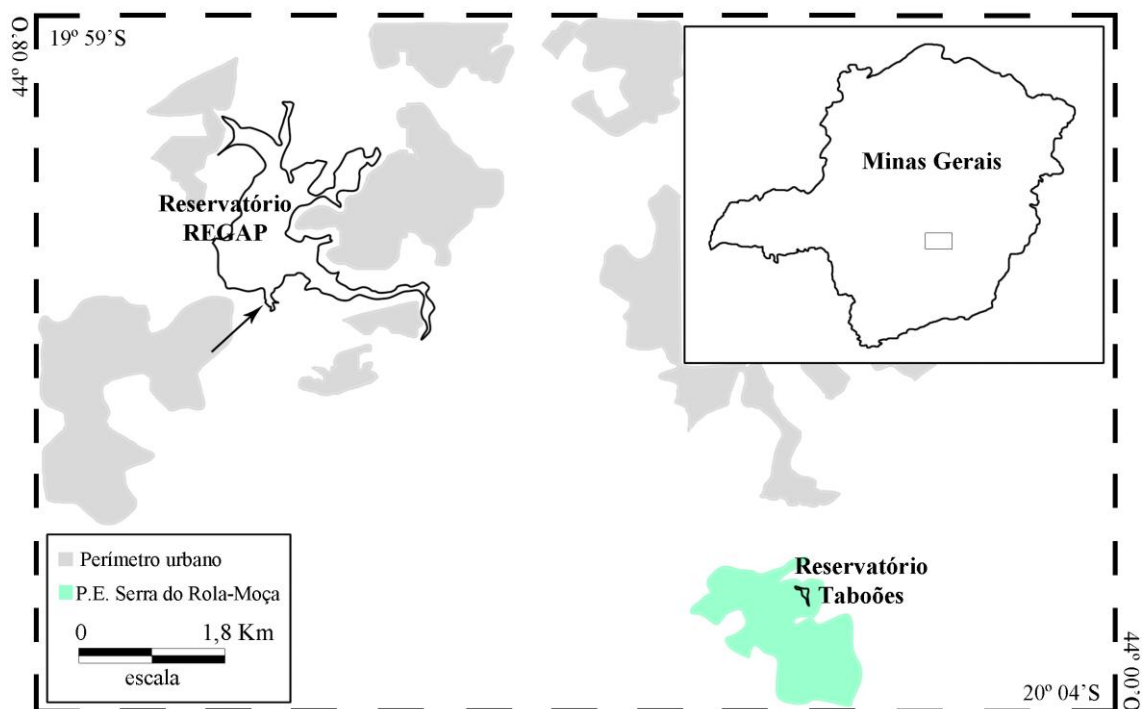 44º 08’O
19º 59’S
Minas Gerais
Reservatório
REGAP
Perímetro urbano
P.E. Serra do Rola-Moça
0 1,8 Km
escala
Reservatório
Taboões
20º 04’S
44º 00’O